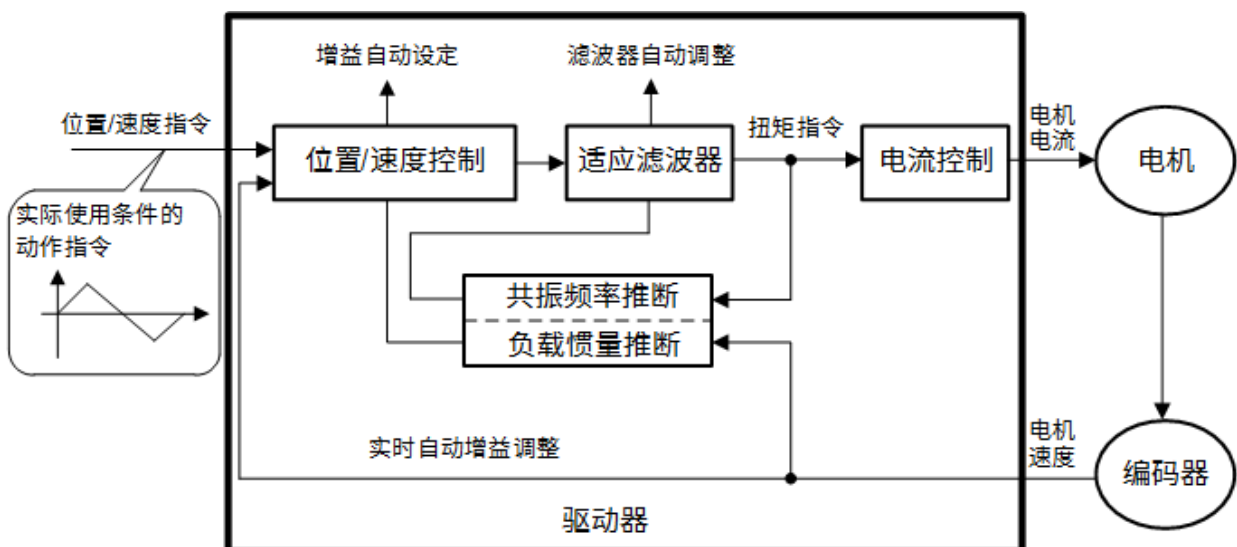 增益自动设定
滤波器自动调整
位置/速度指令
扭矩指令
电机
电流
位置/速度控制
适应滤波器
电流控制
电机
实际使用条件的
动作指令
共振频率推断
负载惯量推断
实时自动增益调整
电机
速度
编码器
驱动器